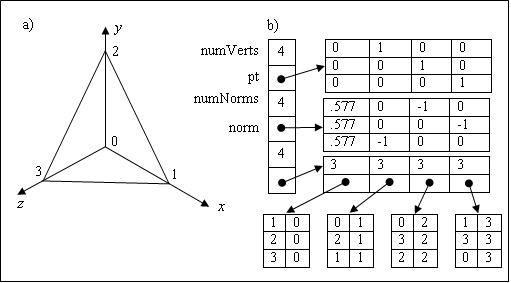 a)
y
2
0
3
1
z
x
b)
numVerts
4
pt
numNorms
4
norm
4
0 1 0 0
0 0 1 0
0 0 0 1
.577 0 -1 0
.577 0 0 -1
.577 -1 0 0
3 3 3 3
1 0
2 0
3 0
0 1
2 1
1 1
0 2
3 2
2 2
1 3
3 3
0 3